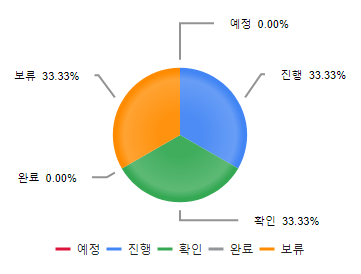 예정 0.00%
보류 33.33%
진행 33.33%
완료 0.00%
확인 33.33%
예정 진행 확인 완료 보류